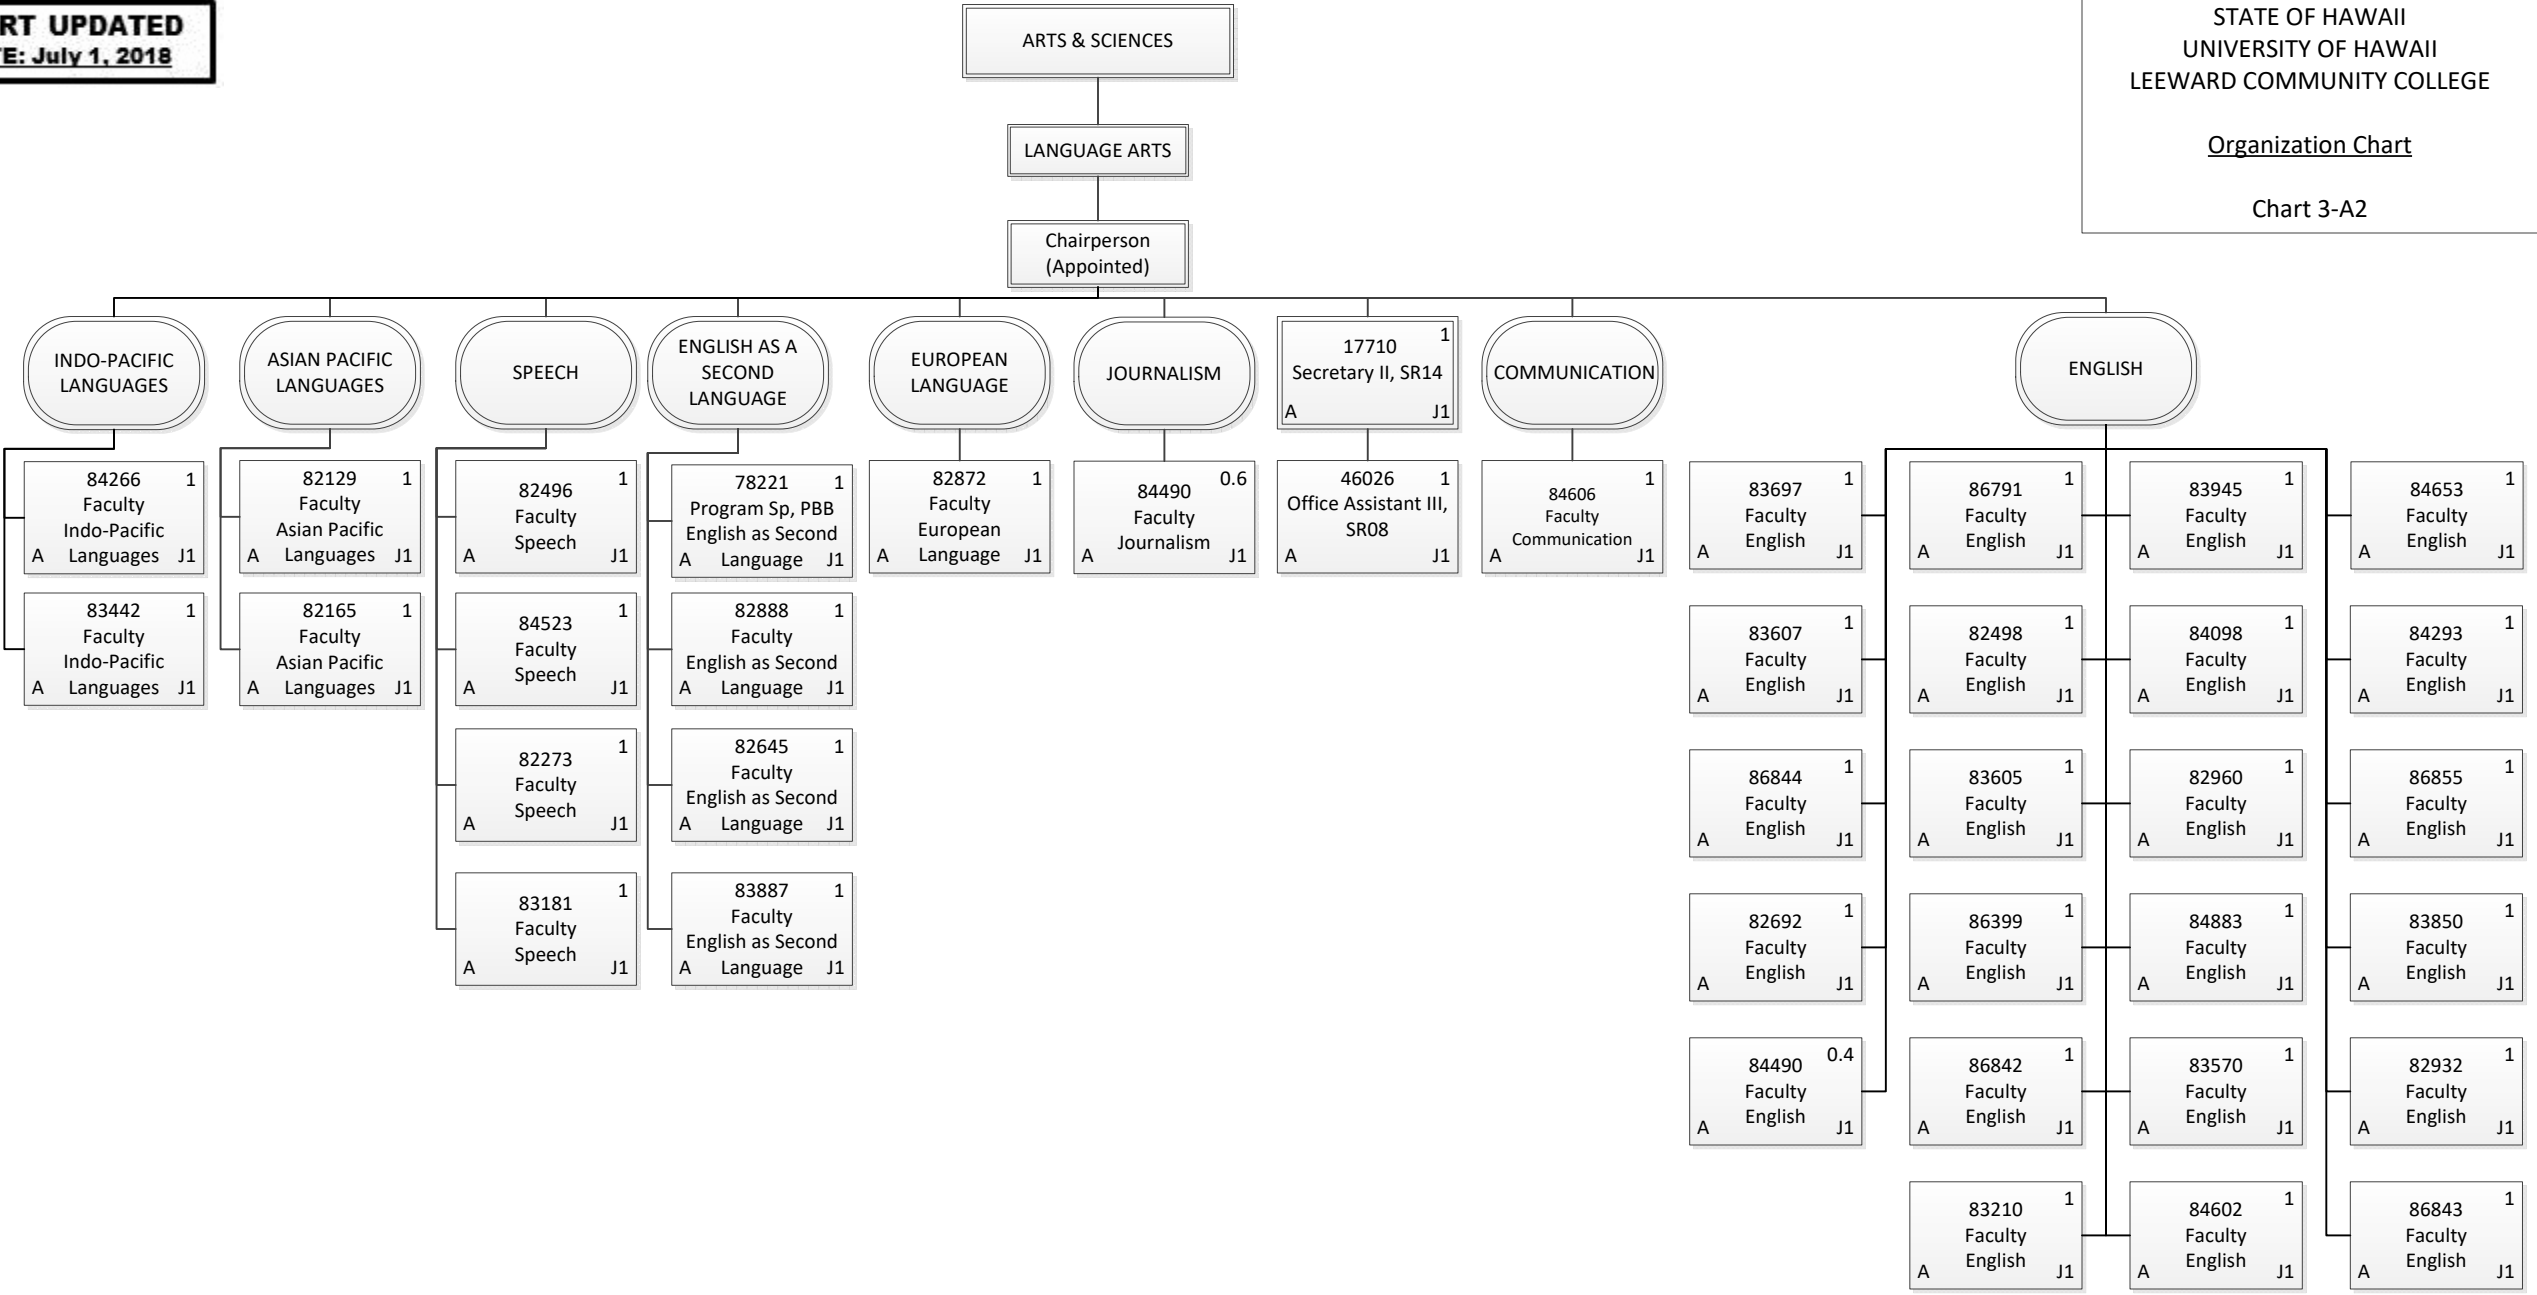 RT UPDATED
E: July 1, 2018
STATE OF HAWAII
UNIVERSITY OF HAWAII
LEEWARD COMMUNITY COLLEGE
Organization Chart
Chart 3-A2
ARTS & SCIENCES
LANGUAGE ARTS
Chairperson
(Appointed)
INDO-PACIFIC
LANGUAGES
84266 1
Faculty
Indo-Pacific
A Languages J1
83442 1
Faculty
Indo-Pacific
A Languages J1
ASIAN PACIFIC
LANGUAGES
82129 1
Faculty
Asian Pacific
A Languages J1
82165 1
Faculty
Asian Pacific
A Languages J1
SPEECH
1
82496
Faculty
Speech
A J1
1
84523
Faculty
Speech
A J1
1
82273
Faculty
Speech
A J1
1
83181
Faculty
Speech
A J1
ENGLISH AS A
SECOND
LANGUAGE
78221 1
Program Sp, PBB
English as Second
A Language J1
82888 1
Faculty
English as Second
A Language J1
82645 1
Faculty
English as Second
A Language J1
83887 1
Faculty
English as Second
A Language J1
EUROPEAN
LANGUAGE
82872 1
Faculty
European
A Language J1
JOURNALISM
0.6
84490
Faculty
Journalism
A J1
1
17710
Secretary II, SR14
A J1
46026 1
Office Assistant III,
SR08
A J1
COMMUNICATION
1
84606
Faculty
Communication
A J1
ENGLISH
1
83697
Faculty
English
A J1
1
83607
Faculty
English
A J1
1
86844
Faculty
English
A J1
1
82692
Faculty
English
A J1
0.4
84490
Faculty
English
A J1
1
86791
Faculty
English
A J1
1
82498
Faculty
English
A J1
1
83605
Faculty
English
A J1
1
86399
Faculty
English
A J1
1
86842
Faculty
English
A J1
1
83210
Faculty
English
A J1
1
83945
Faculty
English
A J1
1
84098
Faculty
English
A J1
1
82960
Faculty
English
A J1
1
84883
Faculty
English
A J1
1
83570
Faculty
English
A J1
1
84602
Faculty
English
A J1
1
84653
Faculty
English
A J1
1
84293
Faculty
English
A J1
1
86855
Faculty
English
A J1
1
83850
Faculty
English
A J1
1
82932
Faculty
English
A J1
1
86843
Faculty
English
A J1